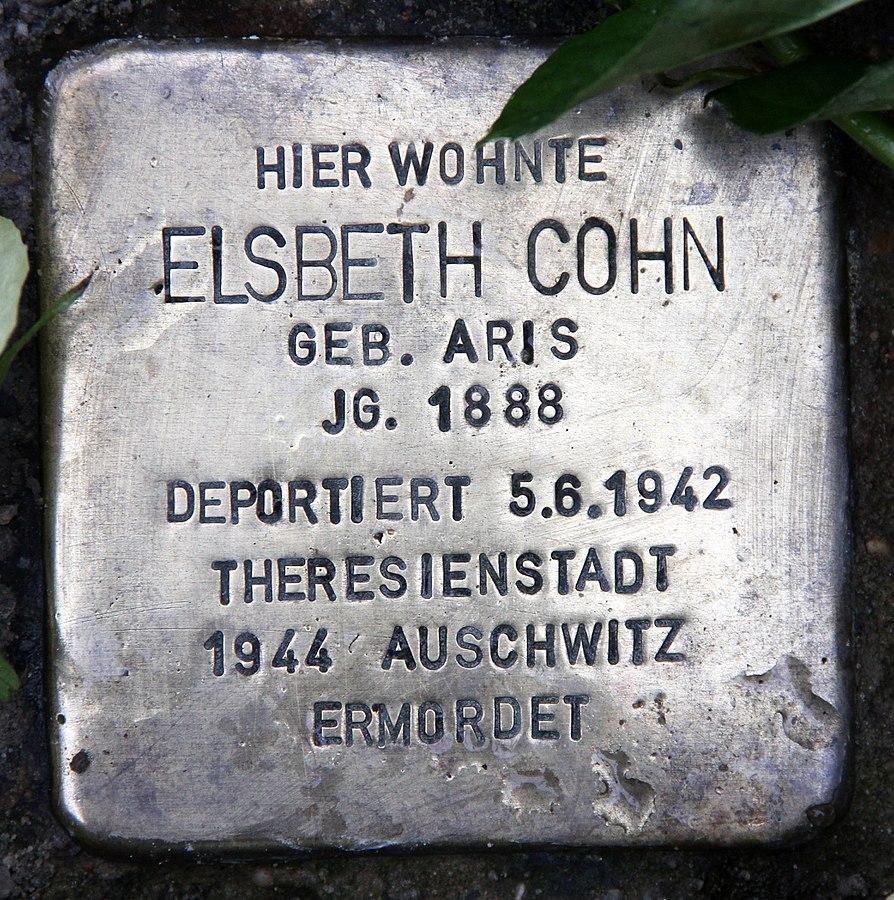 HIER WOHNTE
ELSBETH COHN
GEB. ARIS
JG. 1888
DEPORTIERT 5.6.1942
THERESIENSTADT
1944 AUSCHWITZ
ERMORDET